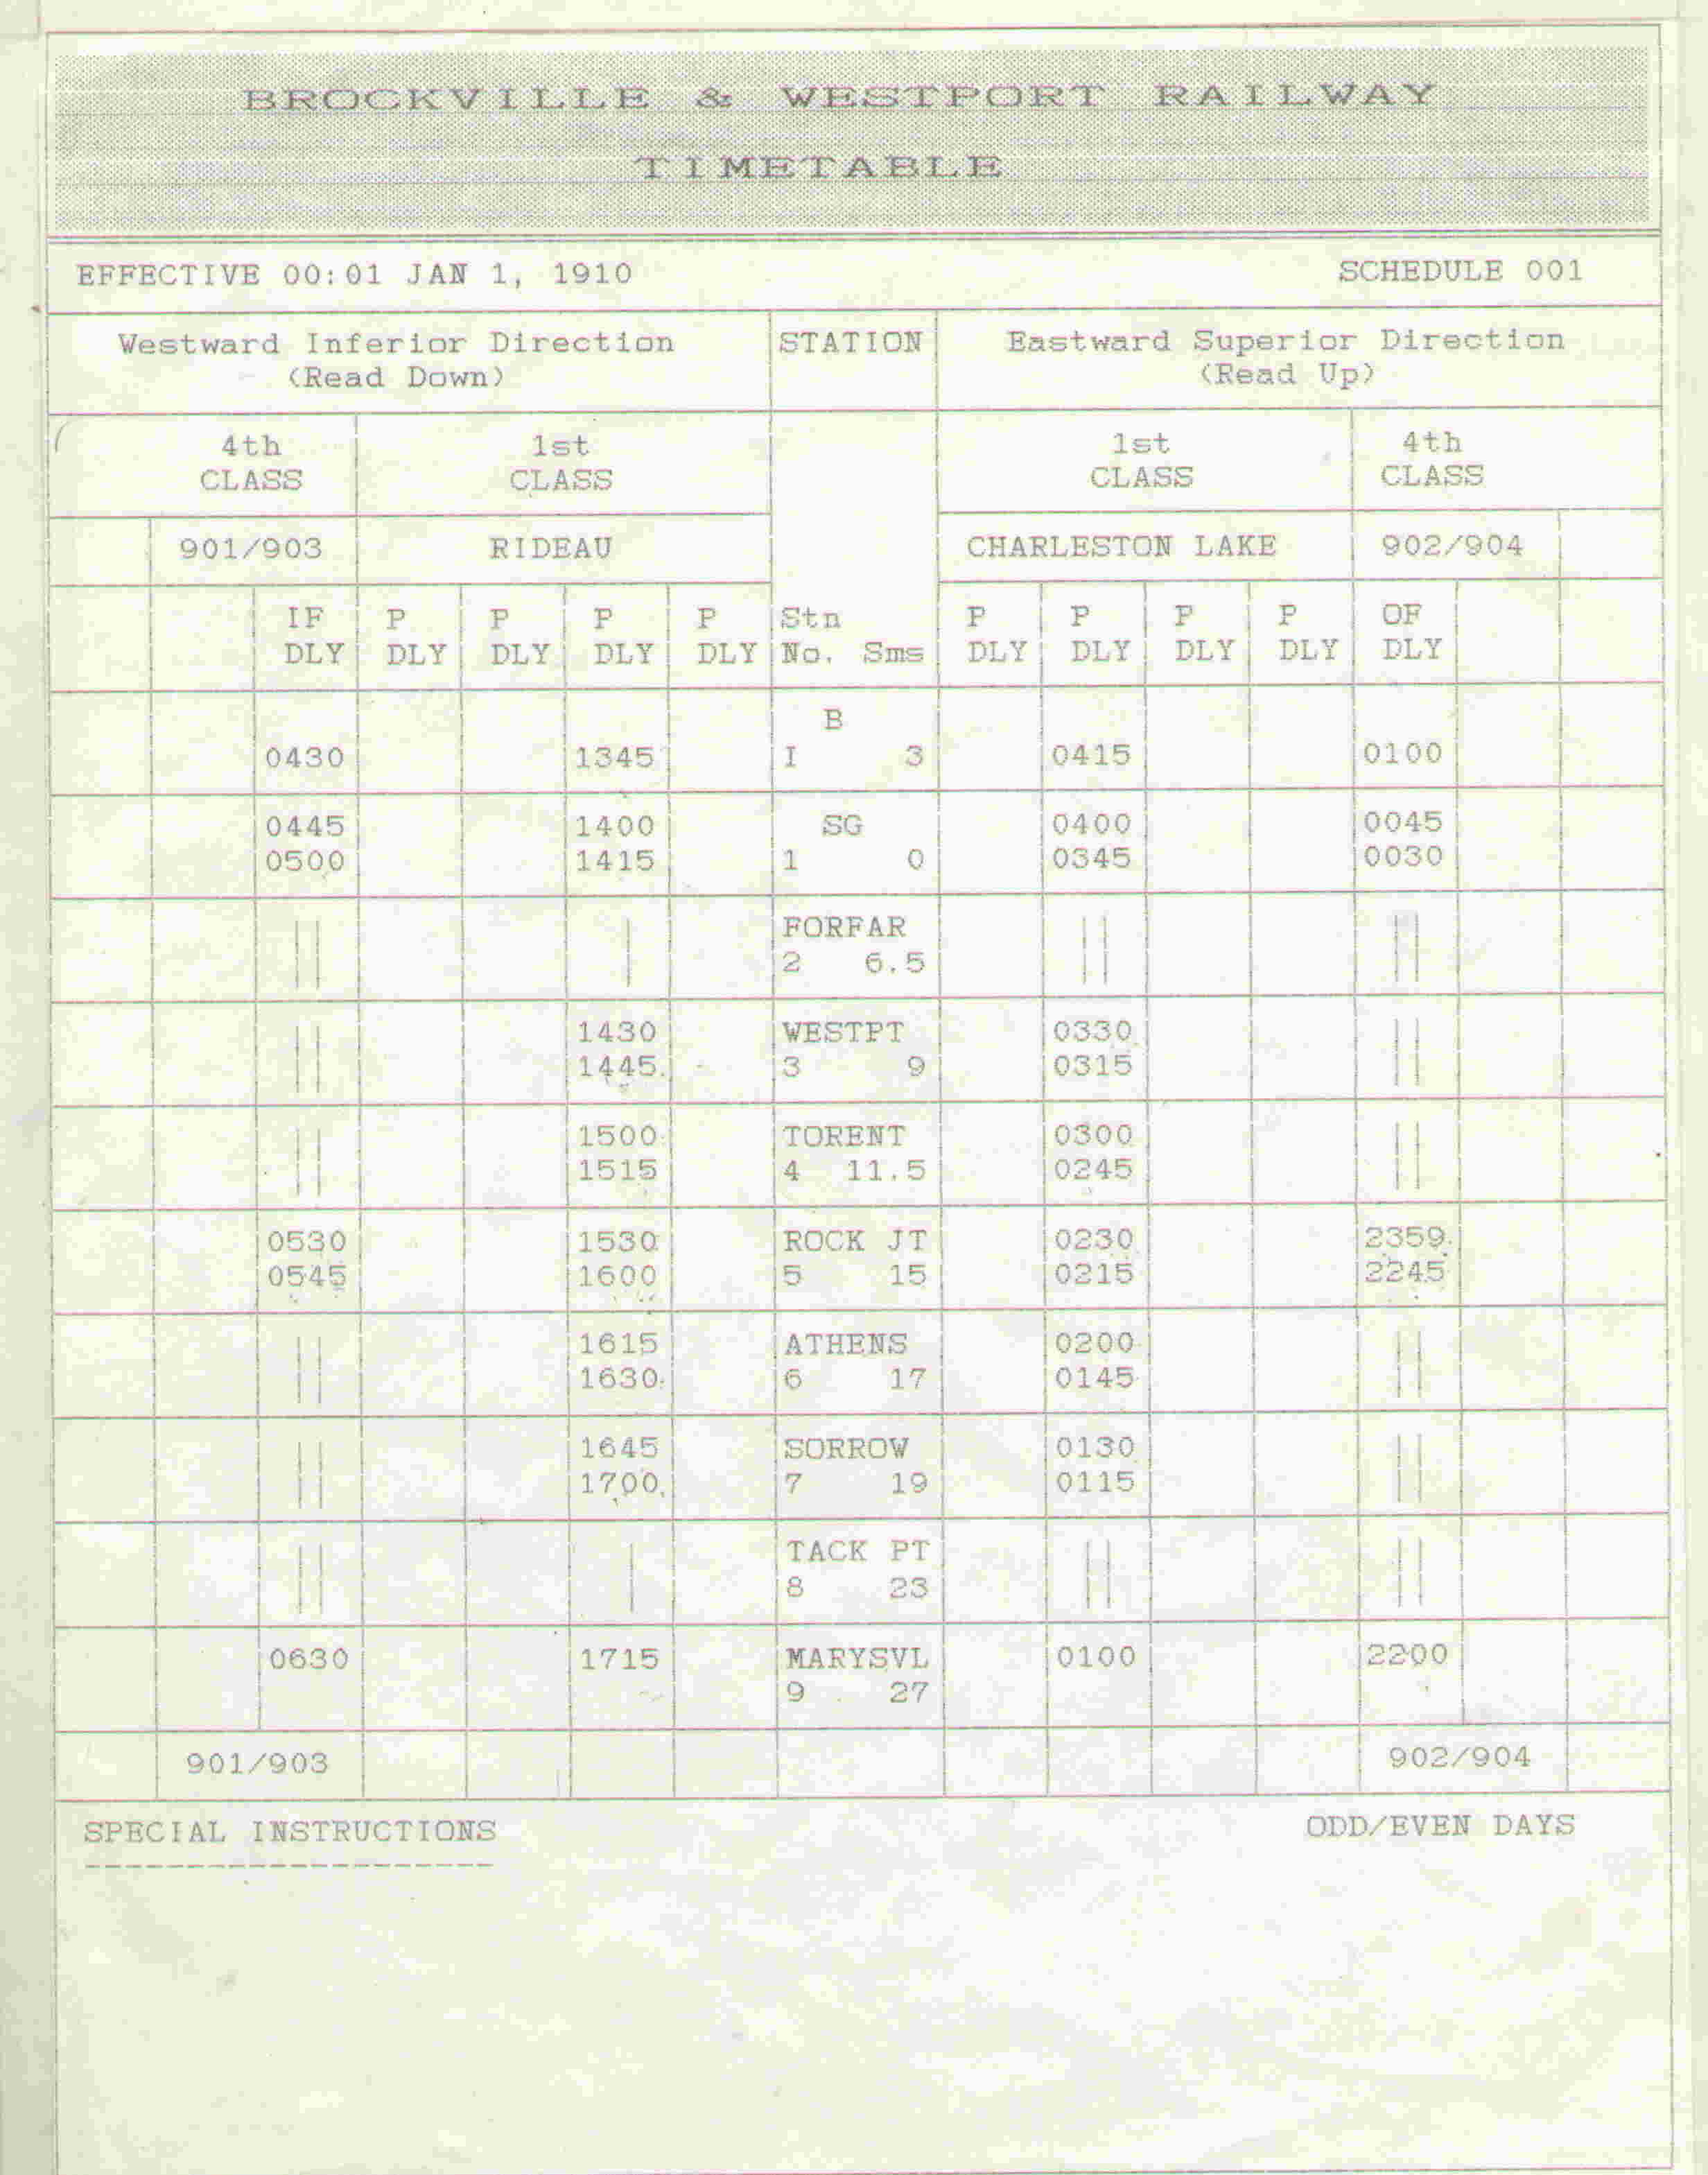 BROCKVILLE & WESTPORT RAILWAY
TIMETABLE
EFFECTIVE 00:01 JAN 1, 1910 SCHEDULE 001
Westward Inferior Direction STATION Eastward Superior Direction
(Read Down) (Read Up)
4th 1st 1st 4th
CLASS CLASS CLASS CLASS
901/903 RIDEAU CHARLESTON LAKE 902/904
IF P P P P Stn P P P P OF
DLY DLY DLY DLY DLY No. Sms DLY DLY DLY DLY DLY
B
0430 1345 I 3 0415 0100
0445 1400 SG 0400 0045
0500 1415 1 0 0345 0030
FORFAR
2 6.5
1430 WESTPT 0330
1445 3 9 0315
1500 TORENT 0300
1515 4 11.5 0245
0530 1530 ROCK JT 0230 2359
0545 1600 5 15 0215 2245
1615 ATHENS 0200
1630 6 17 0145
1645 SORROW 0130
1700 7 19 0115
TACK PT
8 23
0630 1715 MARYSVL 0100 2200
9 27
901/903 902/904
SPECIAL INSTRUCTIONS ODD/EVEN DAYS
--------------------